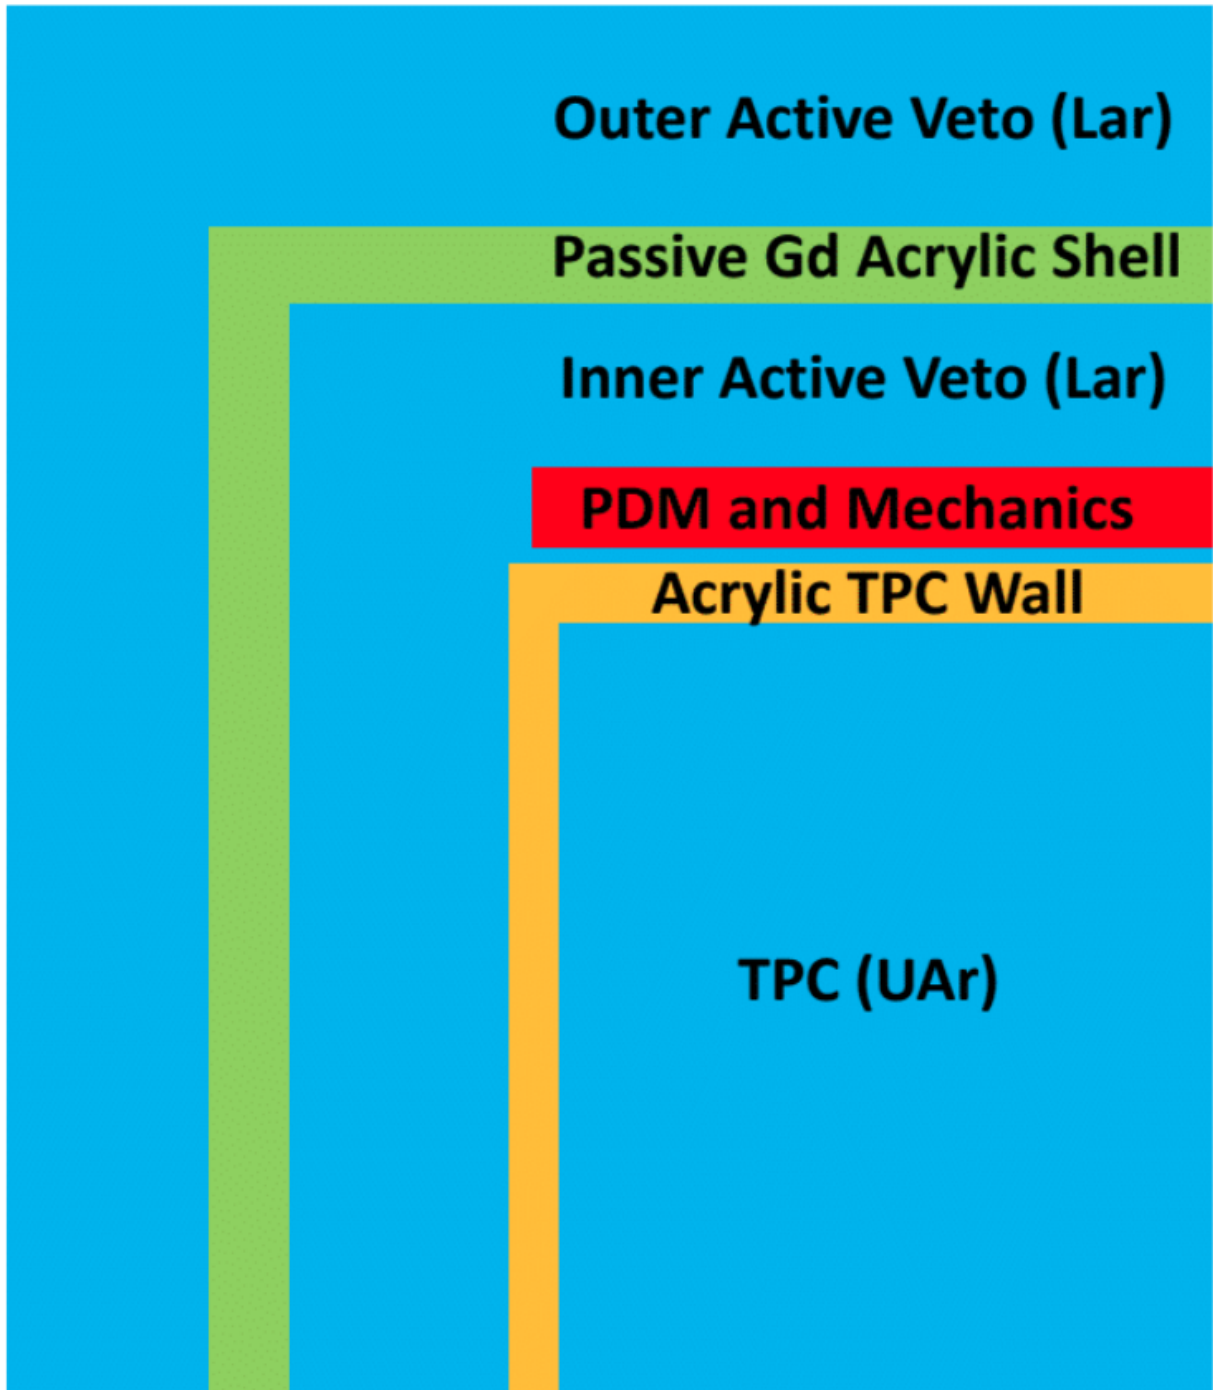 Outer Active Veto (Lar)
Passive Gd Acrylic Shell
Inner Active Veto (Lar)
PDM and Mechanics
Acrylic TPC Wall
TPC (UAr)